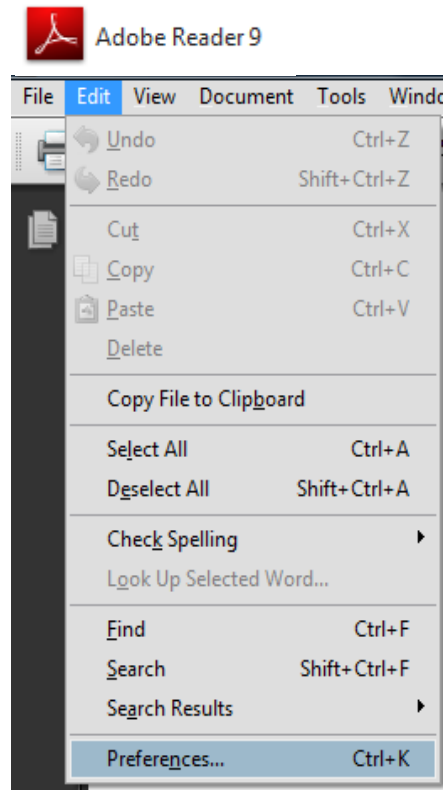 Adobe Reader 9
File Edit View Document Tools Windo
Undo Ctrl+Z
Redo Shift+Ctrl+Z
Cut Ctrl+X
Copy Ctrl+C
Paste Ctrl+V
Delete
Copy File to Clipboard
Select All Ctrl+A
Deselect All Shift+Ctrl+A
Check Spelling
Look Up Selected Word...
Find Ctrl+F
Search Shift+Ctrl+F
Search Results
Preferences... Ctrl+K